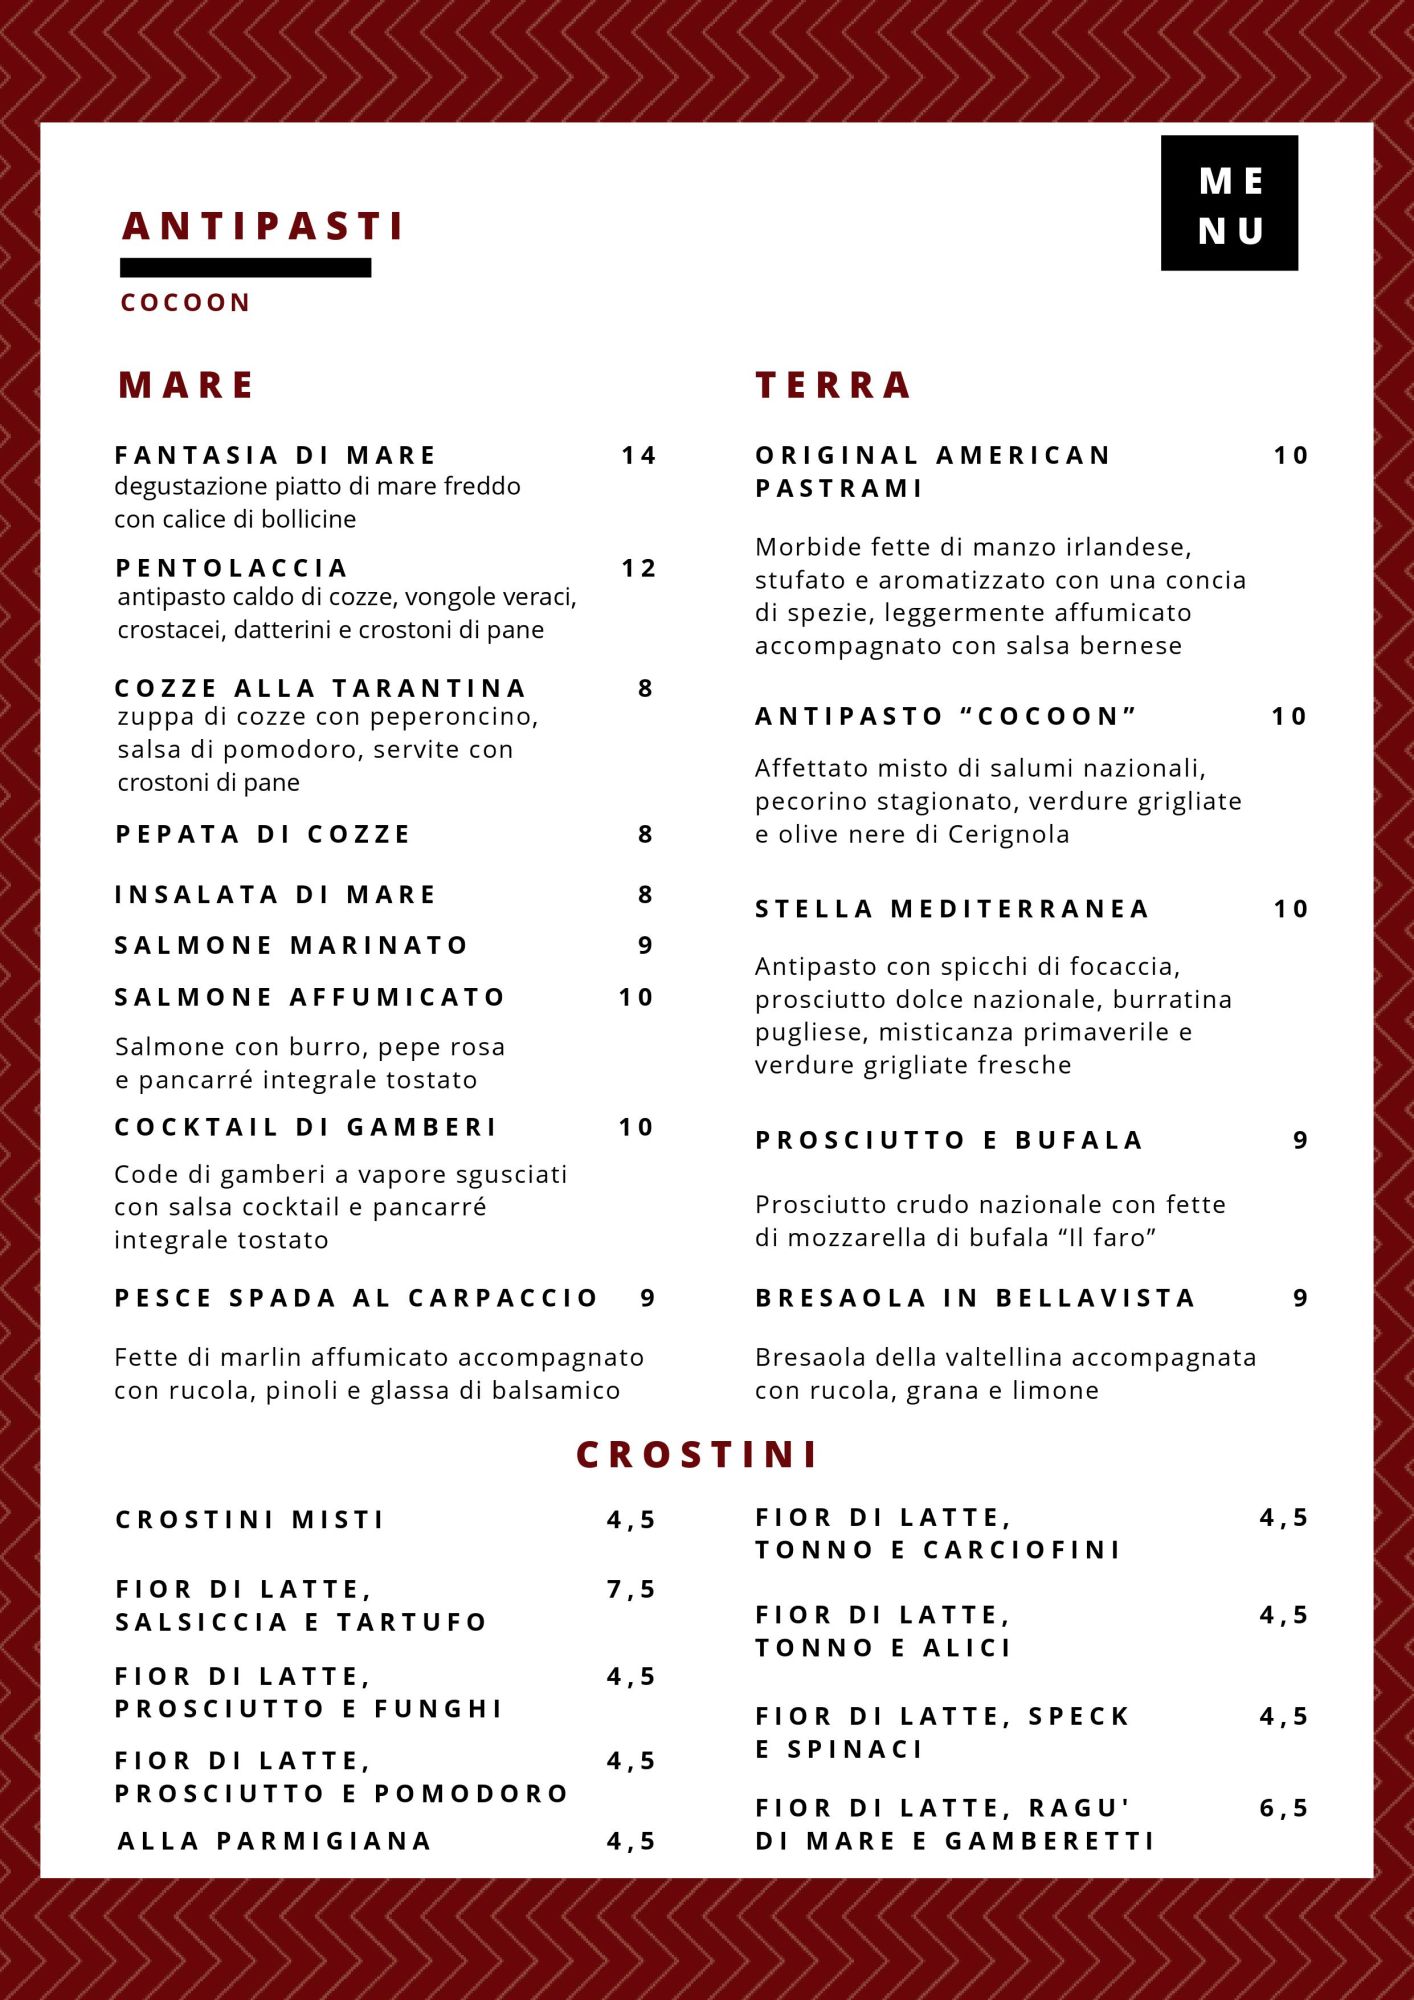 ME
NU
ANTIPASTI
COCOON
MARE
FANTASIA DI MARE 14
degustazione piatto di mare freddo
con calice di bollicine
PENTOLACCIA 12
antipasto caldo di cozze, vongole veraci,
crostacei, datterini e crostoni di pane
COZZE ALLA TARANTINA 8
zuppa di cozze con peperoncino,
salsa di pomodoro, servite con
crostoni di pane
PEPATA DI COZZE 8
INSALATA DI MARE 8
SALMONE MARINATO 9
SALMONE AFFUMICATO 10
Salmone con burro, pepe rosa
e pancarré integrale tostato
COCKTAIL DI GAMBERI 10
Code di gamberi a vapore sgusciati
con salsa cocktail e pancarré
integrale tostato
PESCE SPADA AL CARPACCIO 9
Fette di marlin affumicato accompagnato
con rucola, pinoli e glassa di balsamico
TERRA
ORIGINAL AMERICAN 10
PASTRAMI
Morbide fette di manzo irlandese,
stufato e aromatizzato con una concia
di spezie, leggermente affumicato
accompagnato con salsa bernese
ANTIPASTO “COCOON” 10
Affettato misto di salumi nazionali,
pecorino stagionato, verdure grigliate
e olive nere di Cerignola
STELLA MEDITERRANEA 10
Antipasto con spicchi di focaccia,
prosciutto dolce nazionale, burratina
pugliese, misticanza primaverile e
verdure grigliate fresche
PROSCIUTTO E BUFALA 9
Prosciutto crudo nazionale con fette
di mozzarella di bufala “Il faro”
BRESAOLA IN BELLAVISTA 9
Bresaola della valtellina accompagnata
con rucola, grana e limone
CROSTINI
CROSTINI MISTI 4,5
FIOR DI LATTE, 7,5
SALSICCIA E TARTUFO
FIOR DI LATTE, 4,5
PROSCIUTTO E FUNGHI
FIOR DI LATTE, 4,5
PROSCIUTTO E POMODORO
ALLA PARMIGIANA 4,5
FIOR DI LATTE, 4,5
TONNO E CARCIOFINI
FIOR DI LATTE, 4,5
TONNO E ALICI
FIOR DI LATTE, SPECK 4,5
E SPINACI
FIOR DI LATTE, RAGU' 6,5
DI MARE E GAMBERETTI